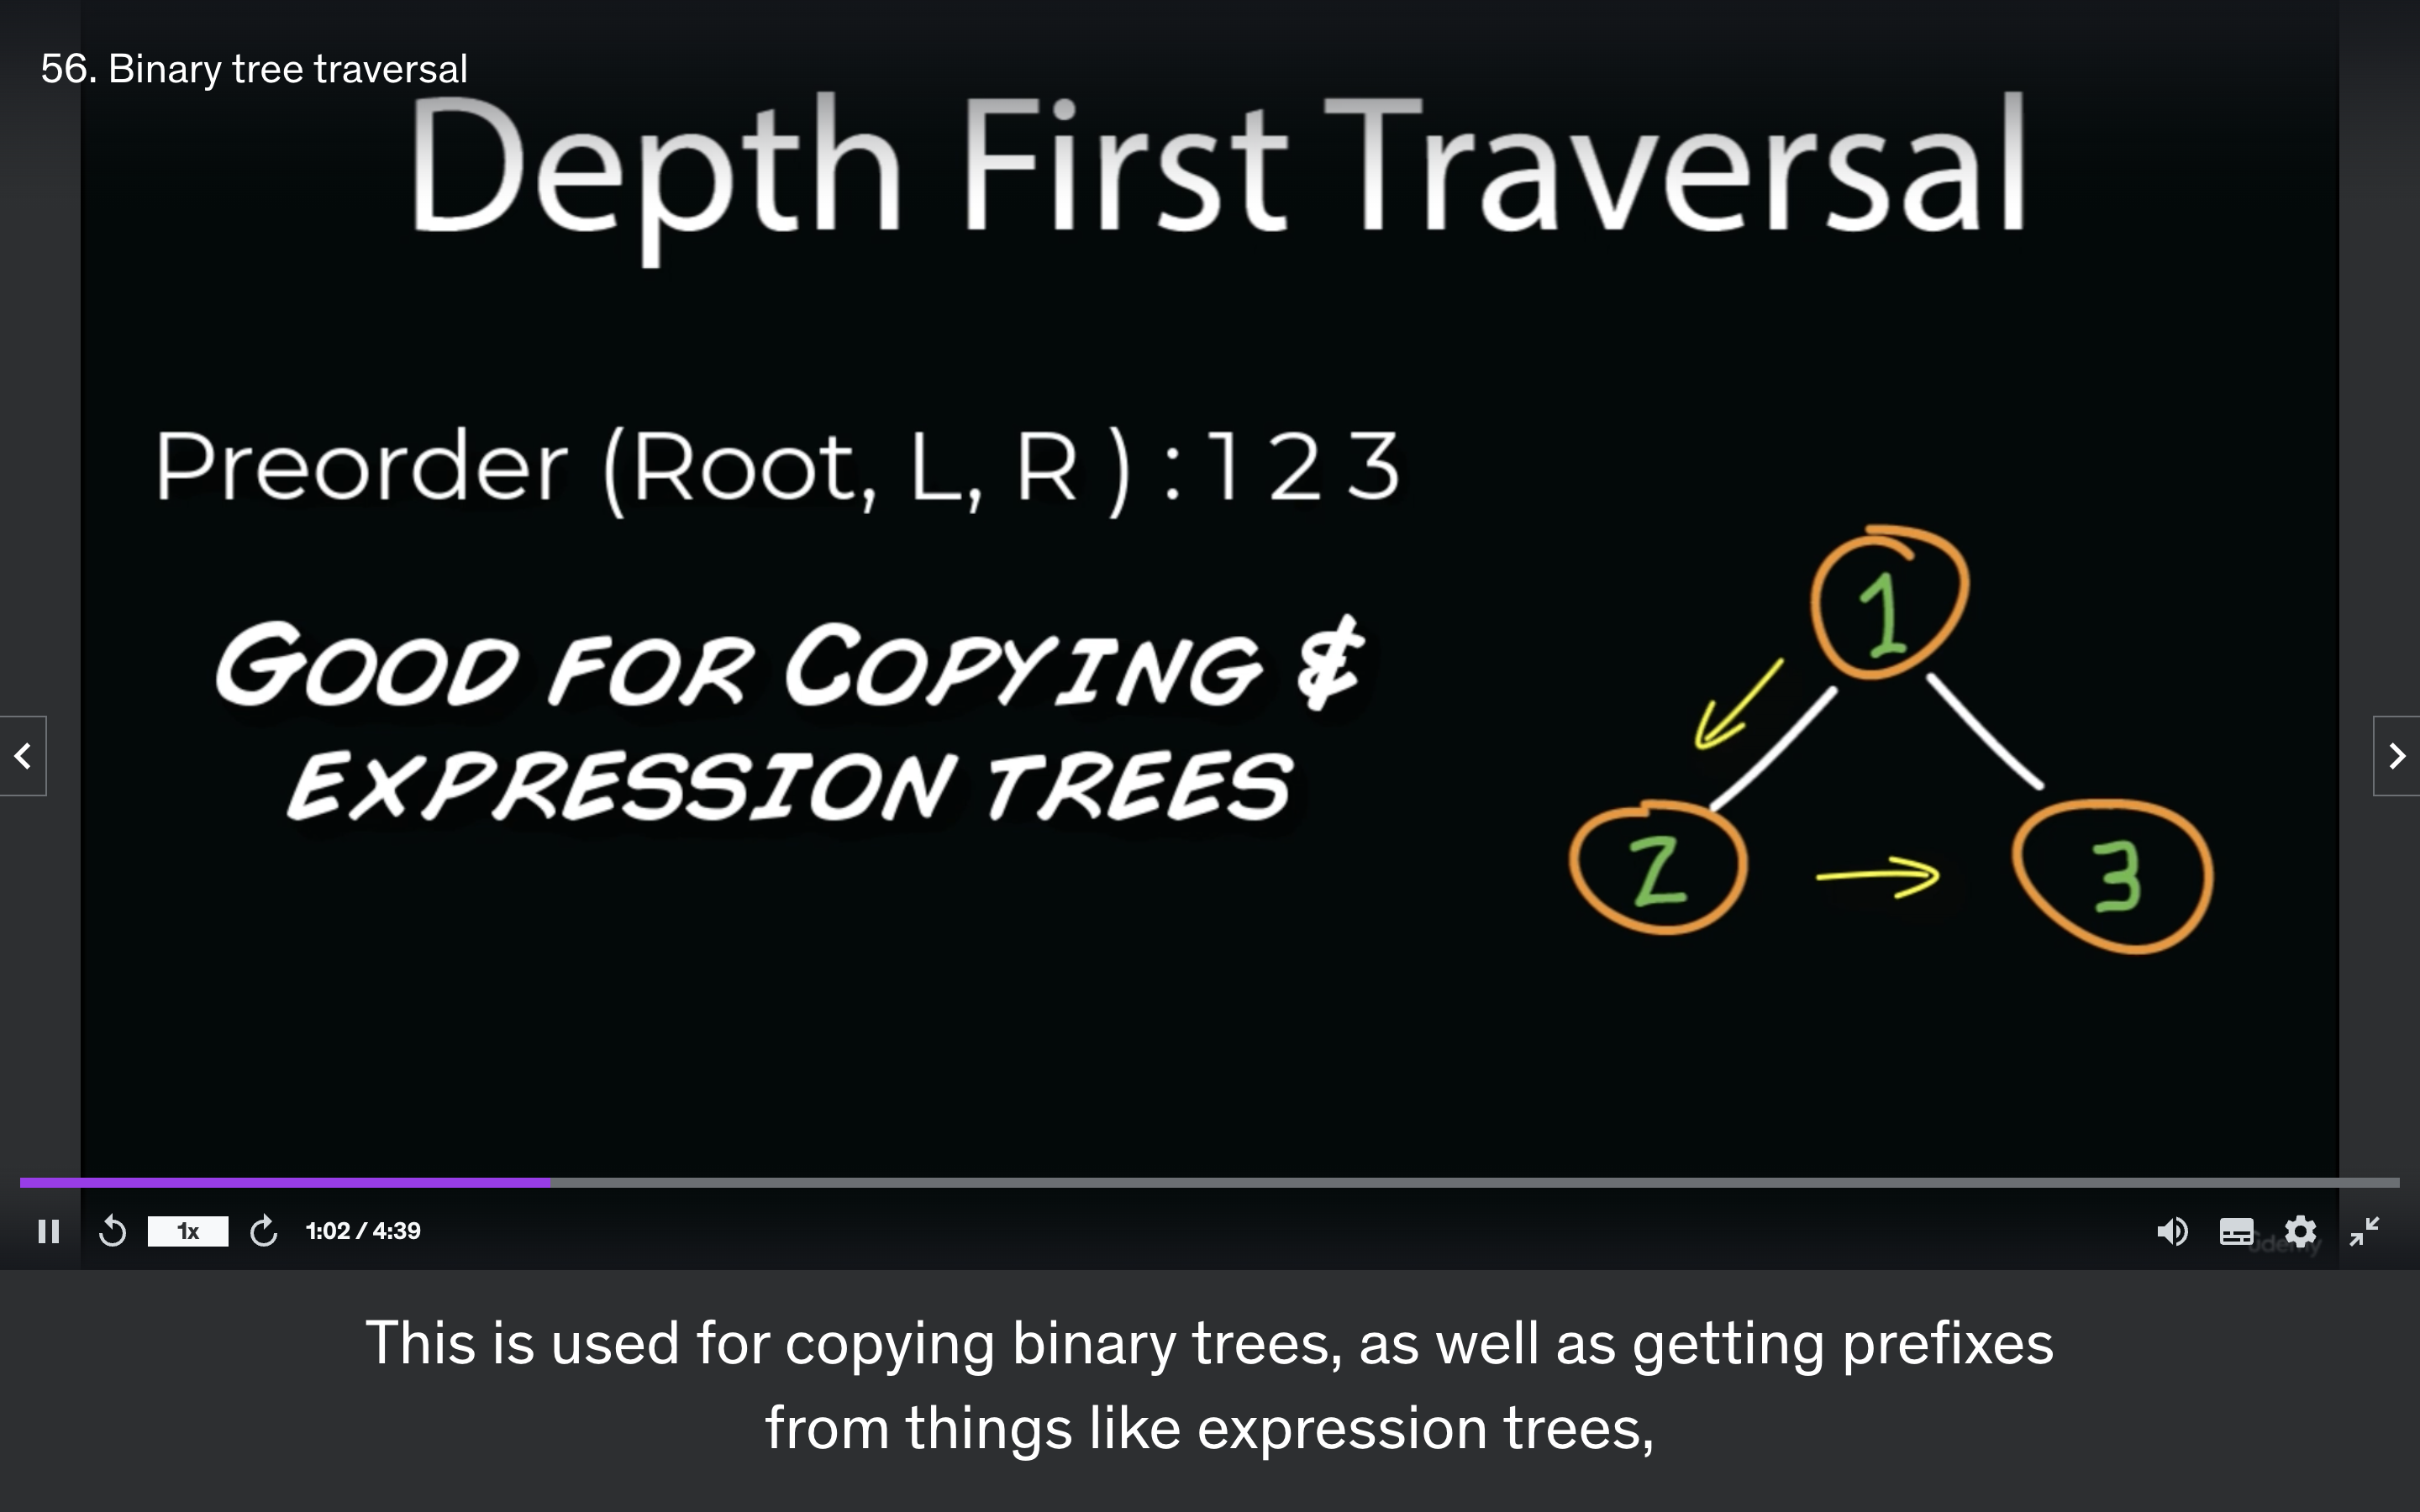 56. Binary tree traversal
Depth First Traversal
Preorder (Root, L, R ) : 1 2 3
GOOD FOR COPYING &
EXPRESSION TREES
1
2
3
1x
1:02 / 4:39
udemy
This is used for copying binary trees, as well as getting prefixes
from things like expression trees,